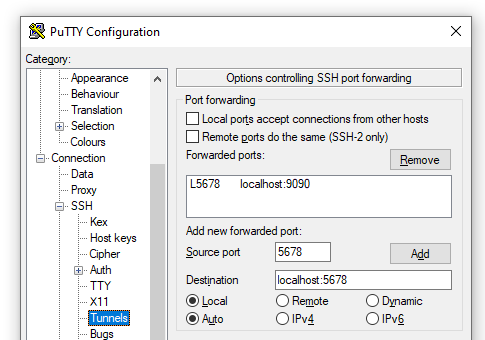 PuTTY Configuration
Category:
Appearance
Behaviour
Translation
Selection
Colours
Connection
Data
Proxy
SSH
Kex
Host keys
Cipher
Auth
TTY
X11
Tunnels
Bugs
Options controlling SSH port forwarding
Port forwarding
Local ports accept connections from other hosts
Remote ports do the same (SSH-2 only)
Forwarded ports:
Remove
L5678 localhost:9090
Add new forwarded port:
Source port 5678 Add
Destination localhost:5678
Local Remote Dynamic
Auto IPv4 IPv6